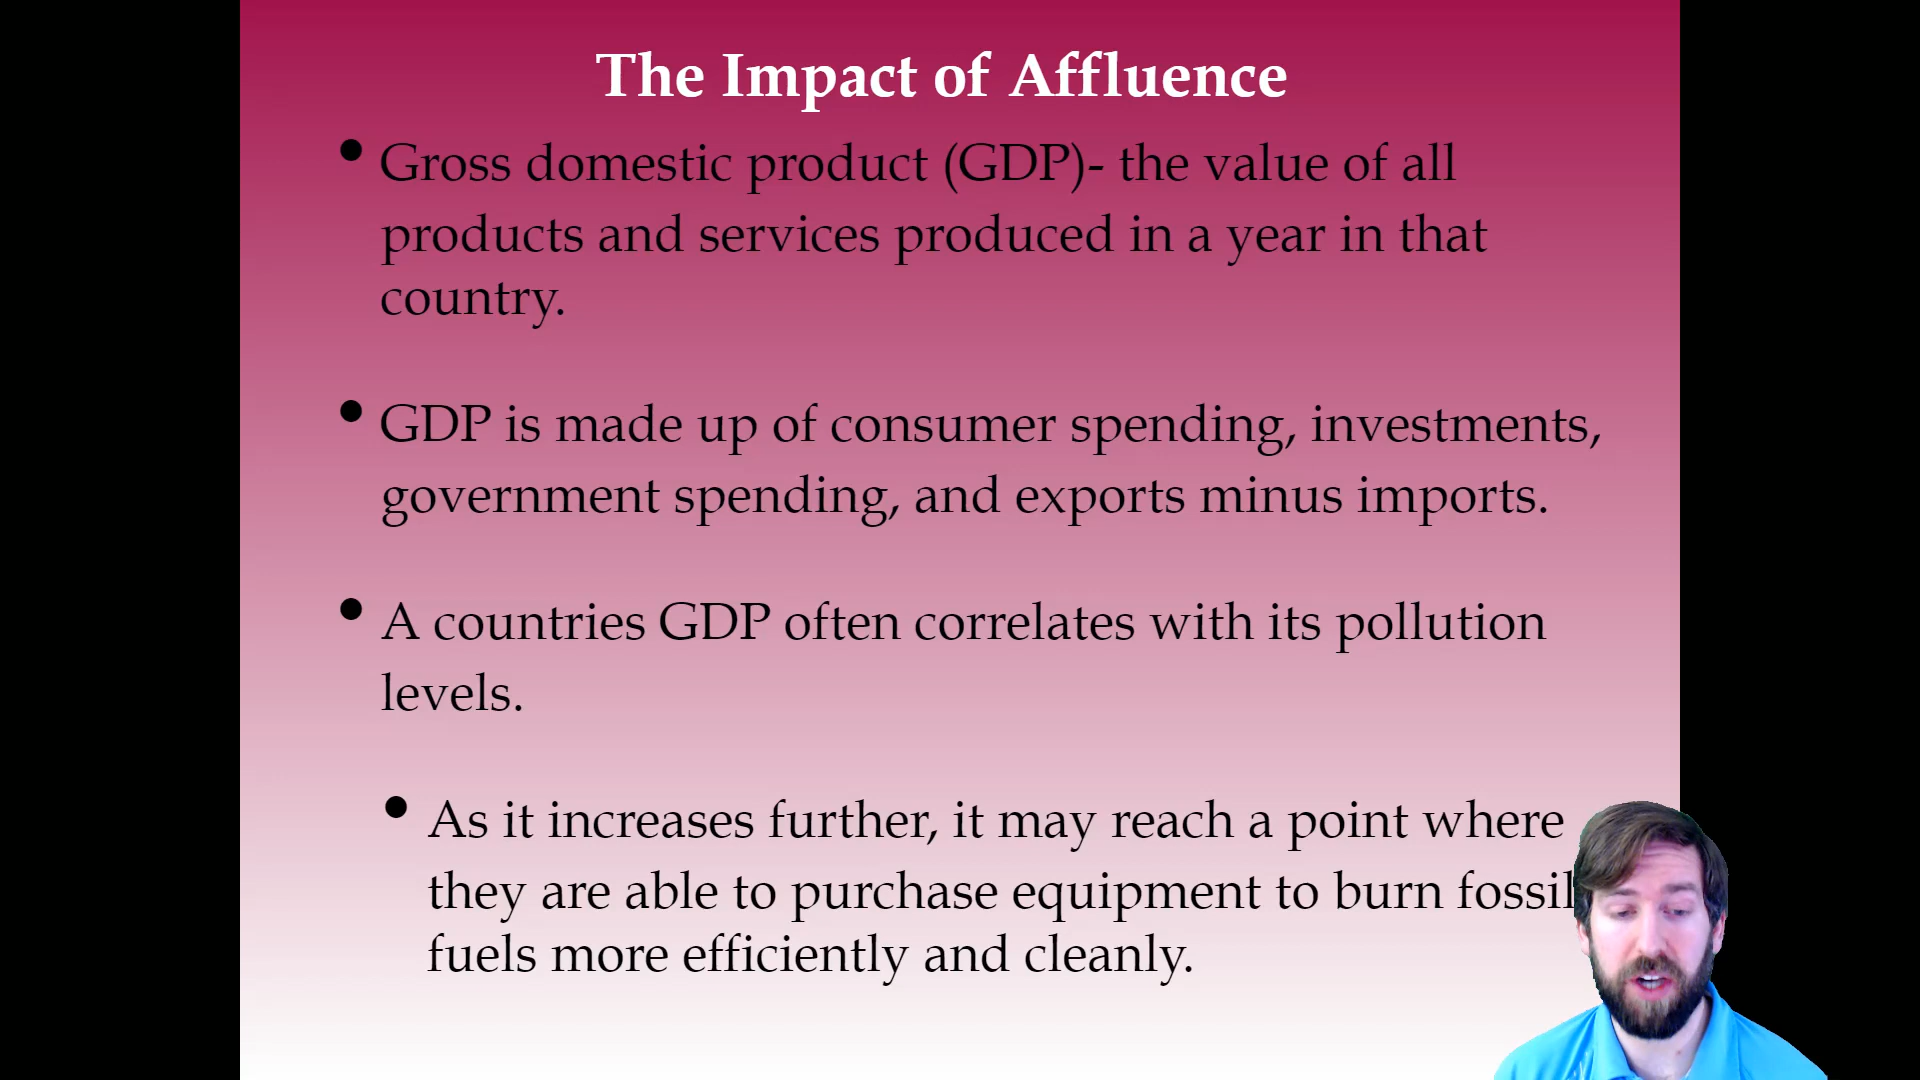 The Impact of Affluence
• Gross domestic product (GDP)- the value of all
products and services produced in a year in that
country.
• GDP is made up of consumer spending, investments,
government spending, and exports minus imports.
• A countries GDP often correlates with its pollution
levels.
• As it increases further, it may reach a point where
they are able to purchase equipment to burn fossil
fuels more efficiently and cleanly.